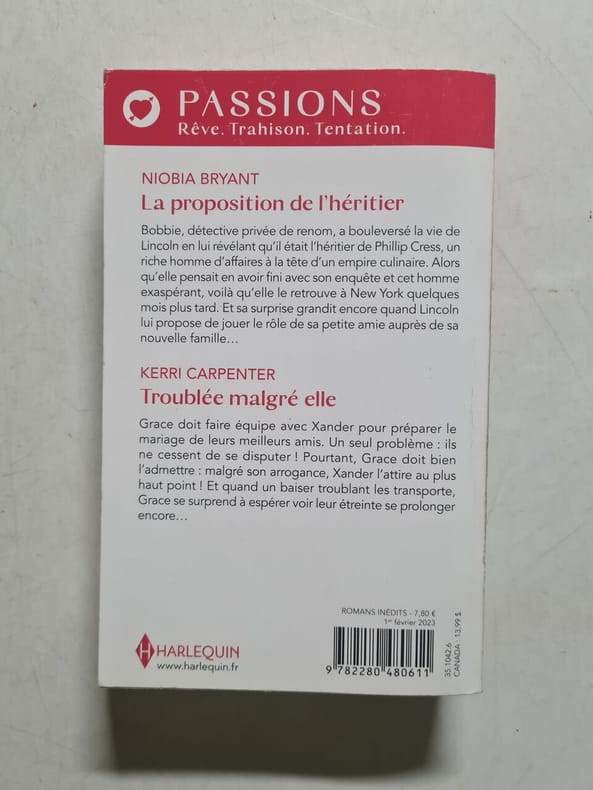 PASSIONS
Rêve. Trahison. Tentation.
NIOBIA BRYANT
La proposition de l'héritier
Bobbie, détective privée de renom, a bouleversé la vie de
Lincoln en lui révélant qu'il était l'héritier de Phillip Cress, un
riche homme d'affaires à la tête d'un empire culinaire. Alors
qu'elle pensait en avoir fini avec son enquête et cet homme
exaspérant, voilà qu'elle le retrouve à New York quelques
mois plus tard. Et sa surprise grandit encore quand Lincoln
lui propose de jouer le rôle de sa petite amie auprès de sa
nouvelle famille…
KERRI CARPENTER
Troublée malgré elle
Grace doit faire équipe avec Xander pour préparer le
mariage de leurs meilleurs amis. Un seul problème : ils
ne cessent de se disputer ! Pourtant, Grace doit bien
l'admettre : malgré son arrogance, Xander l'attire au plus
haut point ! Et quand un baiser troublant les transporte,
Grace se surprend à espérer voir leur étreinte se prolonger
encore…
ROMANS INÉDITS - 7,80 €
1er février 2023
9 782280 480611
35.1042.6
CANADA : 13,99 $
H HARLEQUIN
www.harlequin.fr